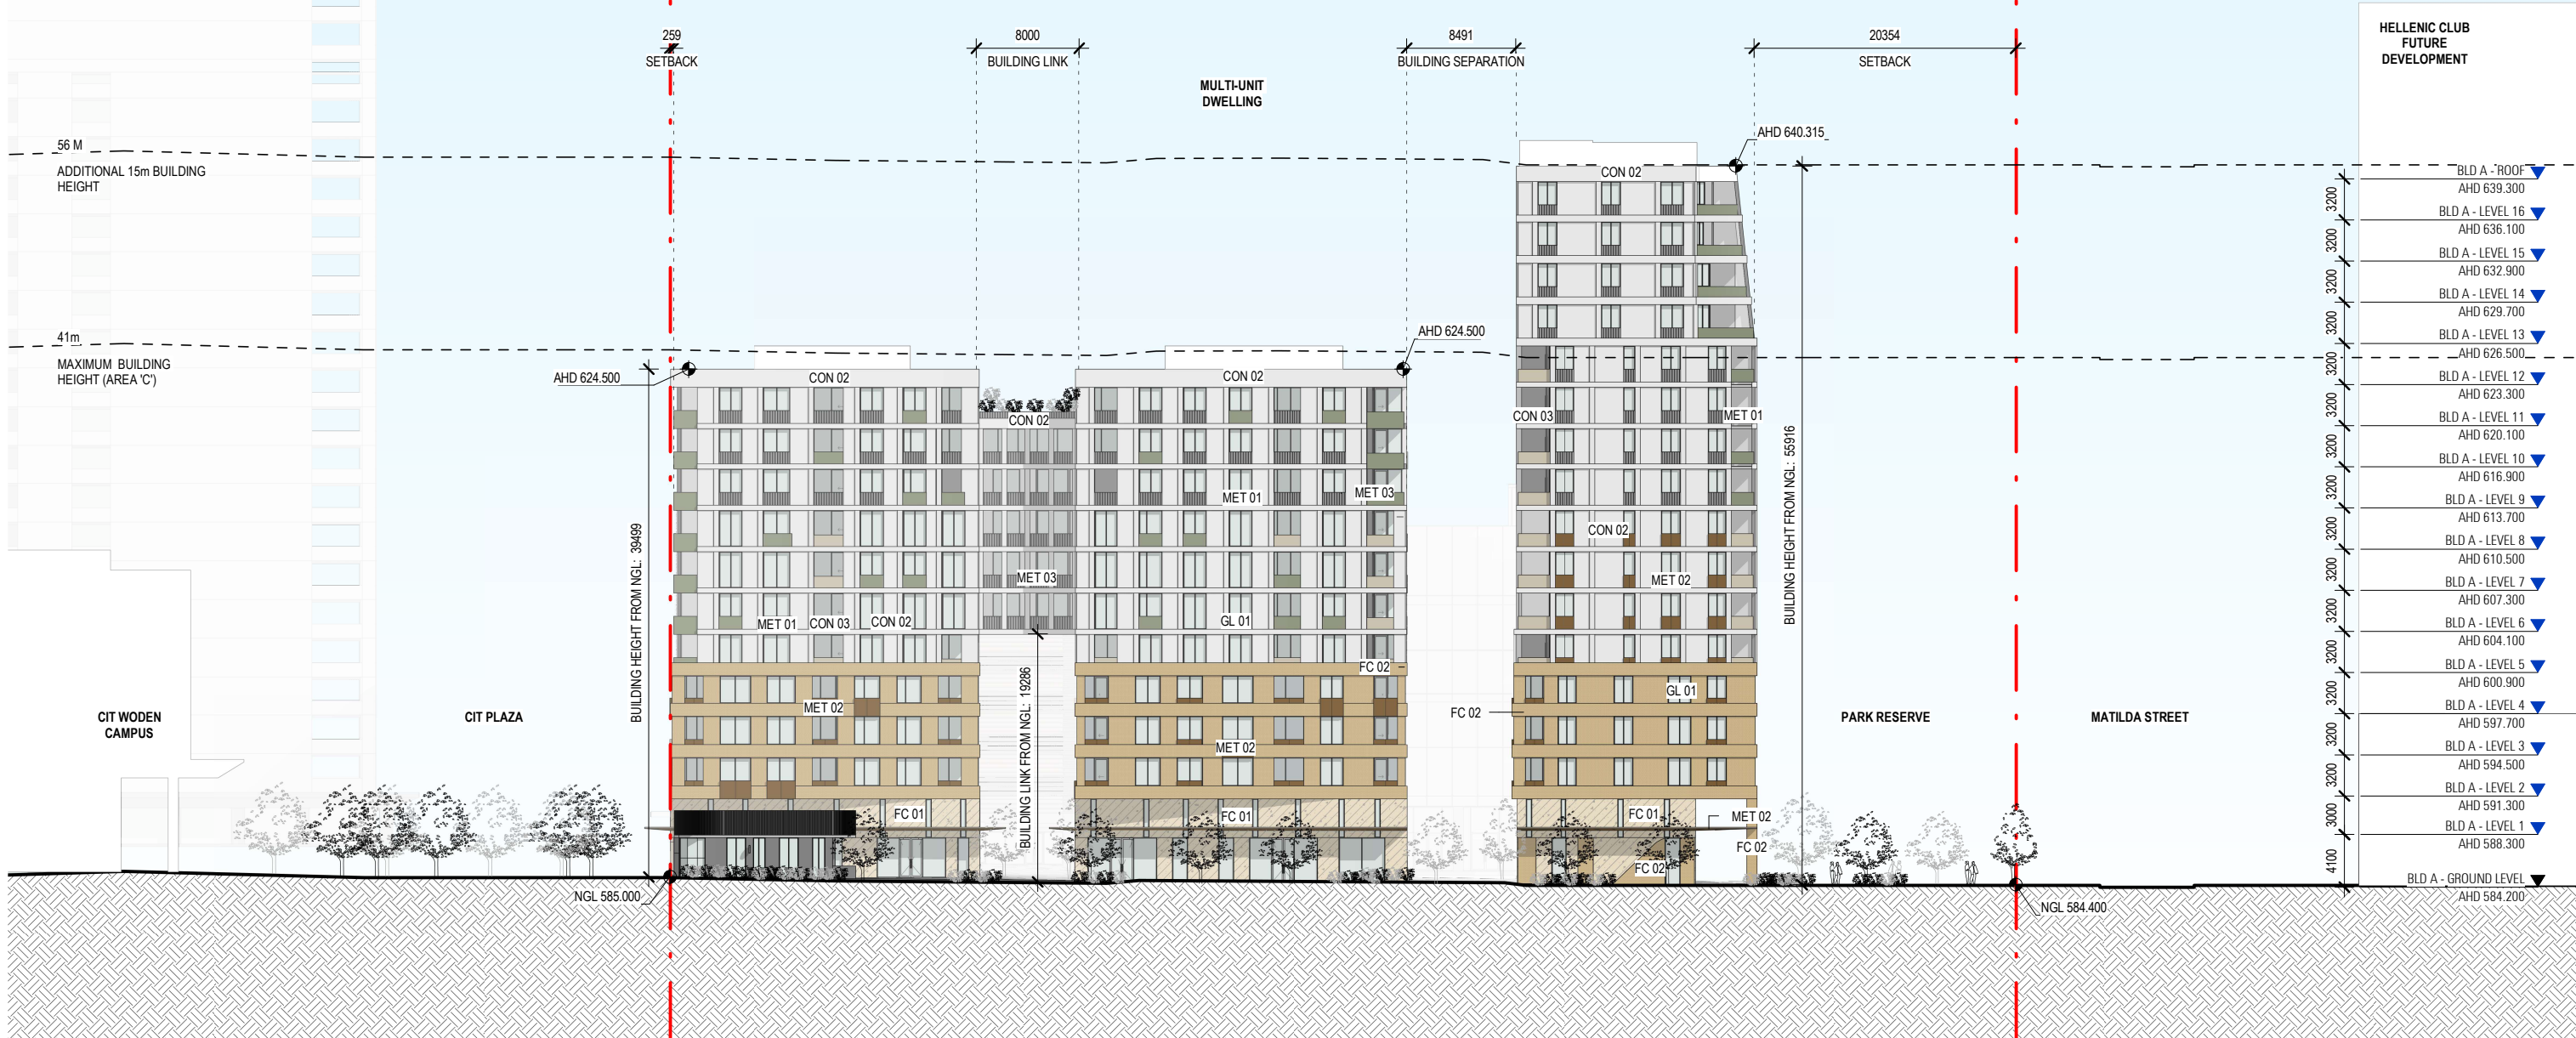 259
SETBACK
8000
BUILDING LINK
8491
BUILDING SEPARATION
20354
SETBACK
HELLENIC CLUB
FUTURE
DEVELOPMENT
MULTI-UNIT
DWELLING
56 M
ADDITIONAL 15m BUILDING
HEIGHT
41m
MAXIMUM BUILDING
HEIGHT (AREA 'C')
AHD 640.315
AHD 624.500
AHD 624.500
CON 02
CON 02
CON 02
CON 02
CON 03
MET 01
MET 03
MET 01
CON 02
MET 03
MET 02
MET 01
CON 03
CON 02
GL 01
FC 02
GL 01
MET 02
FC 02
MET 02
FC 01
FC 01
FC 01
MET 02
FC 02
FC 02
BUILDING HEIGHT FROM NGL: 39499
BUILDING LINK FROM NGL: 19286
BUILDING HEIGHT FROM NGL: 55916
CIT WODEN
CAMPUS
CIT PLAZA
PARK RESERVE
MATILDA STREET
NGL 585.000
NGL 584.400
BLD A - ROOF
AHD 639.300
3200
BLD A - LEVEL 16
AHD 636.100
3200
BLD A - LEVEL 15
AHD 632.900
3200
BLD A - LEVEL 14
AHD 629.700
3200
BLD A - LEVEL 13
AHD 626.500
3200
BLD A - LEVEL 12
AHD 623.300
3200
BLD A - LEVEL 11
AHD 620.100
3200
BLD A - LEVEL 10
AHD 616.900
3200
BLD A - LEVEL 9
AHD 613.700
3200
BLD A - LEVEL 8
AHD 610.500
3200
BLD A - LEVEL 7
AHD 607.300
3200
BLD A - LEVEL 6
AHD 604.100
3200
BLD A - LEVEL 5
AHD 600.900
3200
BLD A - LEVEL 4
AHD 597.700
3200
BLD A - LEVEL 3
AHD 594.500
3200
BLD A - LEVEL 2
AHD 591.300
3000
BLD A - LEVEL 1
AHD 588.300
4100
BLD A - GROUND LEVEL
AHD 584.200